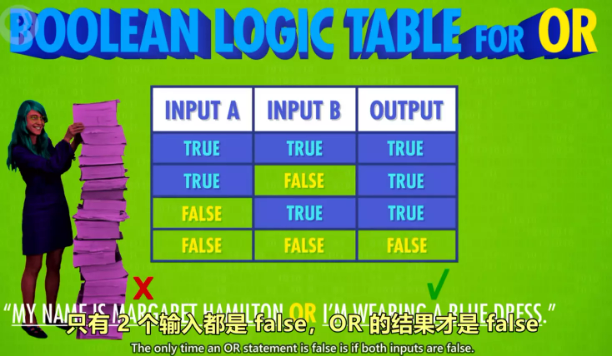 BOOLEAN LOGIC TABLE FOR OR
INPUT A INPUT B OUTPUT
TRUE TRUE TRUE
TRUE FALSE TRUE
FALSE TRUE TRUE
FALSE FALSE FALSE
X ✓
“MY NAME IS MARGARET HAMILTON OR I’M WEARING A BLUE DRESS.”
只有 2 个输入都是 false，OR 的结果才是 false
The only time an OR statement is false is if both inputs are false.